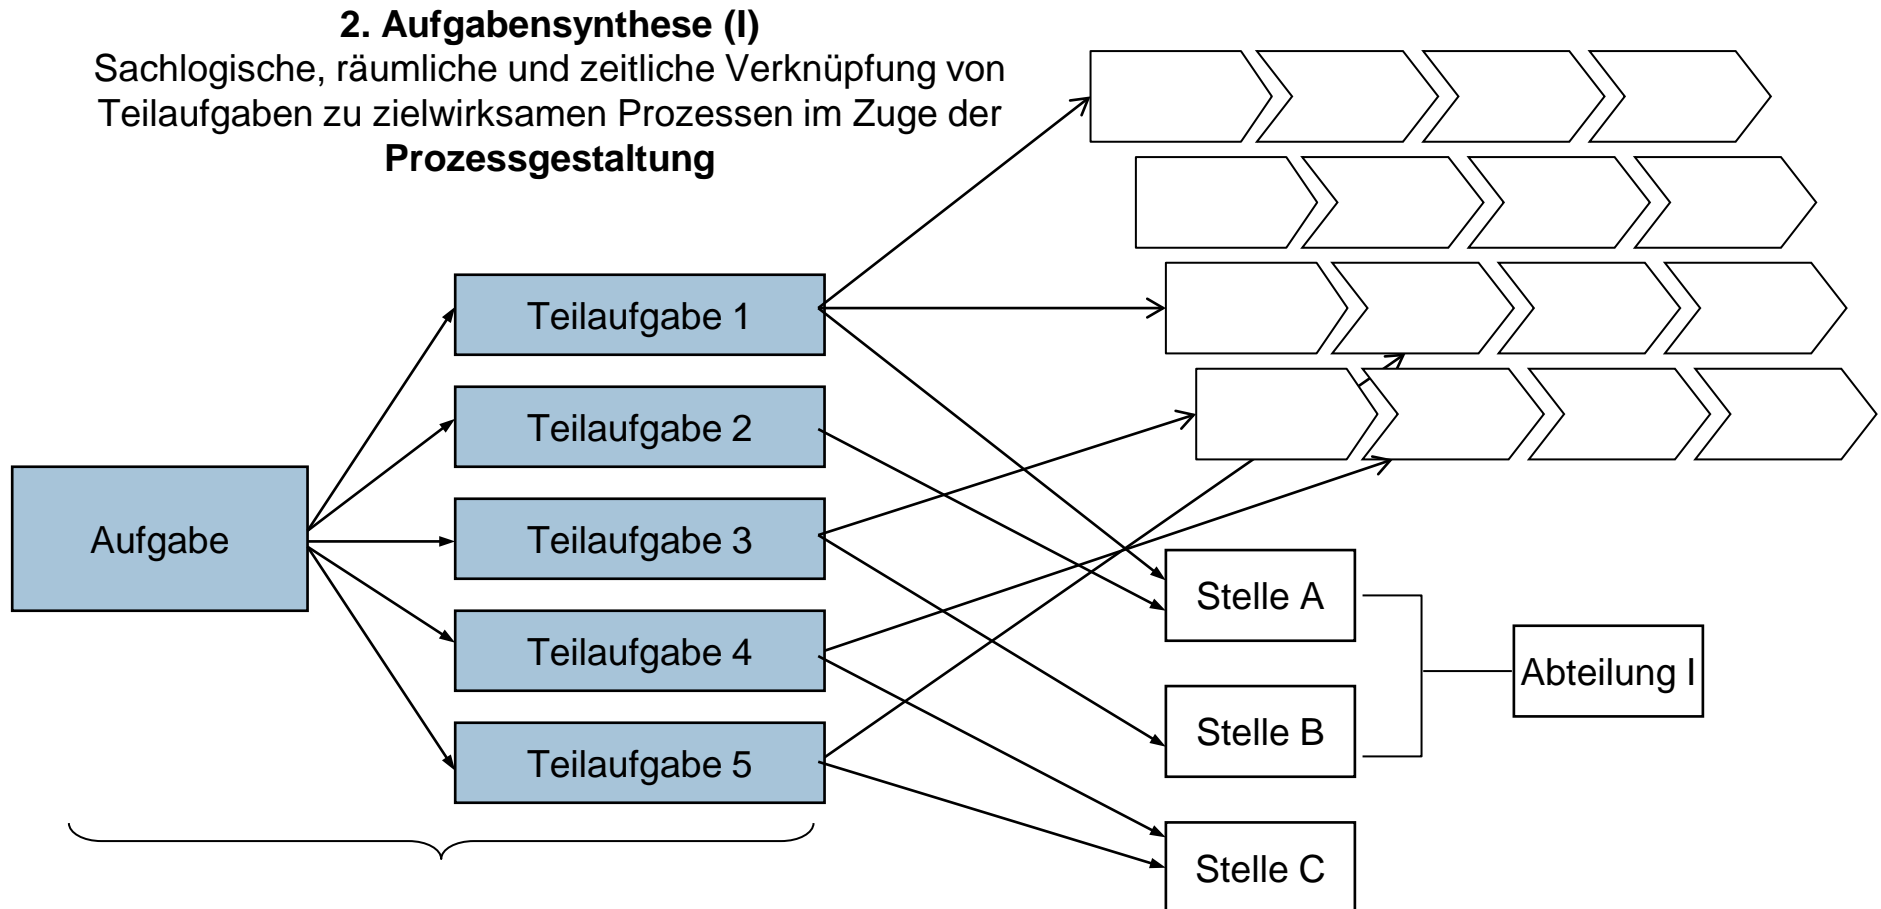 2. Aufgabensynthese (I)
Sachlogische, räumliche und zeitliche Verknüpfung von
Teilaufgaben zu zielwirksamen Prozessen im Zuge der
Prozessgestaltung
Teilaufgabe 1
Teilaufgabe 2
Aufgabe
Teilaufgabe 3
Teilaufgabe 4
Teilaufgabe 5
Stelle A
Stelle B
Stelle C
Abteilung I